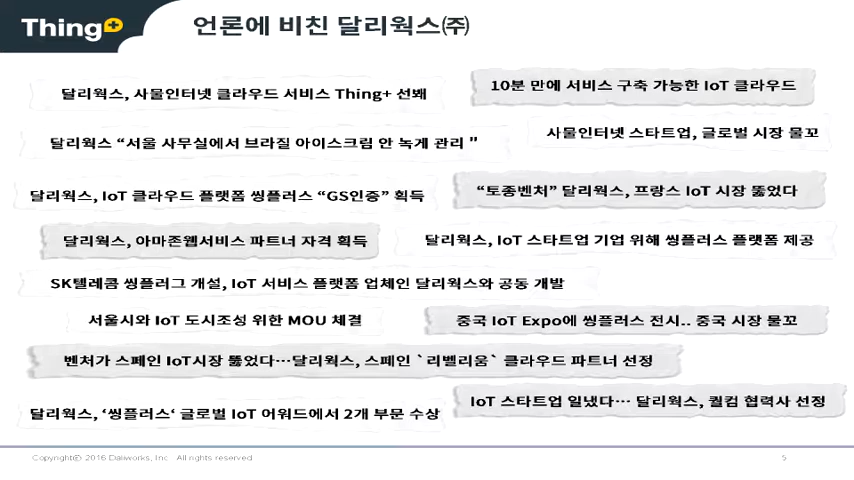 Thing+
언론에 비친 달리웍스㈜
달리웍스, 사물인터넷 클라우드 서비스 Thing+ 선봬
10분 만에 서비스 구축 가능한 IoT 클라우드
달리웍스 “서울 사무실에서 브라질 아이스크림 안 녹게 관리 "
사물인터넷 스타트업, 글로벌 시장 물꼬
달리웍스, IoT 클라우드 플랫폼 씽플러스 “GS인증” 획득
“토종벤처” 달리웍스, 프랑스 IoT 시장 뚫었다
달리웍스, 아마존웹서비스 파트너 자격 획득
달리웍스, IoT 스타트업 기업 위해 씽플러스 플랫폼 제공
SK텔레콤 씽플러그 개설, IoT 서비스 플랫폼 업체인 달리웍스와 공동 개발
서울시와 IoT 도시조성 위한 MOU 체결
중국 IoT Expo에 씽플러스 전시.. 중국 시장 물꼬
벤처가 스페인 IoT시장 뚫었다…달리웍스, 스페인 `리벨리움` 클라우드 파트너 선정
IoT 스타트업 일냈다… 달리웍스, 퀄컴 협력사 선정
달리웍스, ‘씽플러스‘ 글로벌 IoT 어워드에서 2개 부문 수상
Copyrightⓒ 2016 Daliworks, Inc. All rights reserved
5